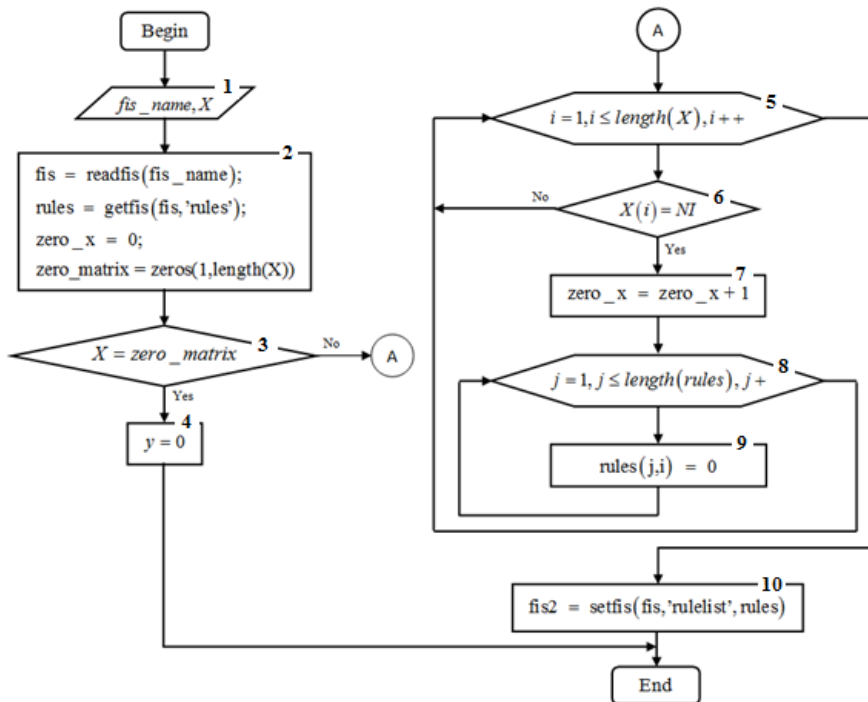 Begin
1
fis_name, X
2
fis = readfis(fis_name);
rules = getfis(fis,'rules');
zero_x = 0;
zero_matrix = zeros(1,length(X))
3
X = zero_matrix
No
A
Yes
4
y = 0
A
5
i = 1, i ≤ length(X), i ++
6
X(i) = NI
No
Yes
7
zero_x = zero_x + 1
8
j = 1, j ≤ length(rules), j +
9
rules(j,i) = 0
10
fis2 = setfis(fis,'rulelist',rules)
End